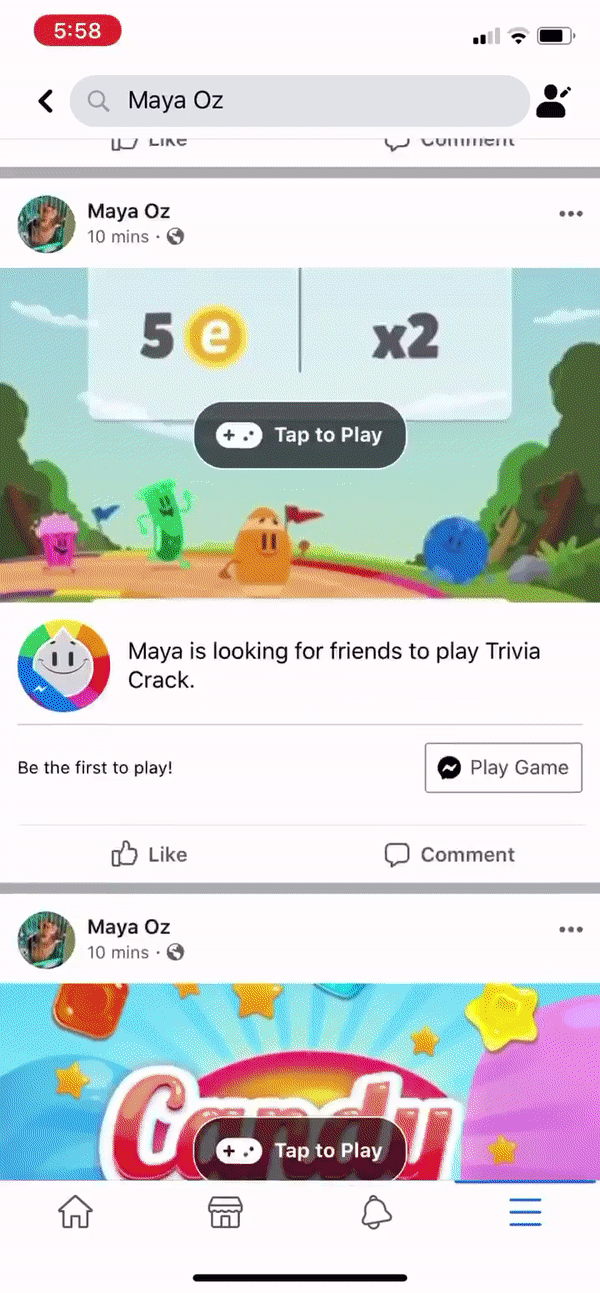 5:58
Maya Oz
Like
Comment
Maya Oz
10 mins ·
5 e
x2
Tap to Play
Maya is looking for friends to play Trivia
Crack.
Be the first to play!
Play Game
Like
Comment
Maya Oz
10 mins ·
Candy
Tap to Play